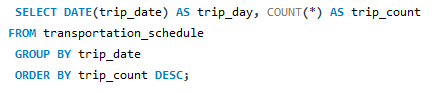 SELECT DATE(trip_date) AS trip_day, COUNT(*) AS trip_count
FROM transportation_schedule
GROUP BY trip_date
ORDER BY trip_count DESC;